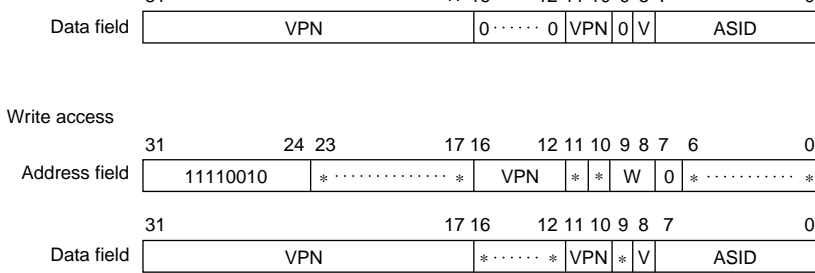 Data field VPN 0 ······ 0 VPN 0 V ASID
Write access
31 24 23 17 16 12 11 10 9 8 7 6 0
Address field 11110010 * ·············· * VPN * * W 0 * ··········· *
31 17 16 12 11 10 9 8 7 0
Data field VPN * ······ * VPN * V ASID